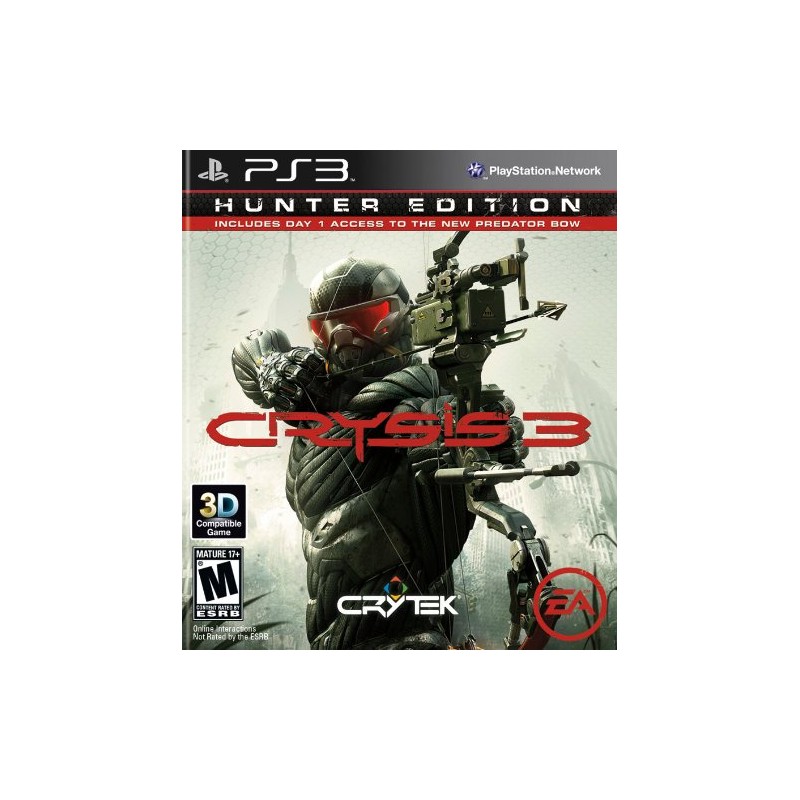 PS3™
PlayStation®Network
HUNTER EDITION
INCLUDES DAY 1 ACCESS TO THE NEW PREDATOR BOW
CRYSIS 3
3D
Compatible
Game
MATURE 17+
M
CONTENT RATED BY
ESRB
CRYTEK®
EA
Online Interactions
Not Rated by the ESRB